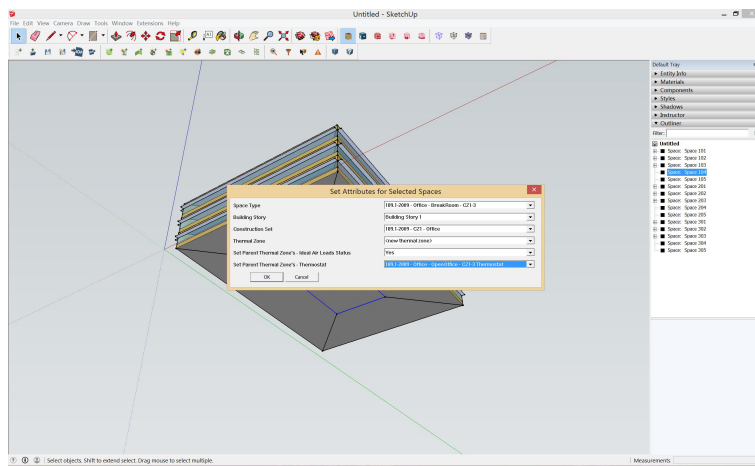 Untitled - SketchUp
File Edit View Camera Draw Tools Window Extensions Help
Default Tray
Entity Info
Materials
Components
Styles
Shadows
Instructor
Outliner
Filter:
Untitled
Space: Space 101
Space: Space 102
Space: Space 103
Space: Space 104
Space: Space 105
Space: Space 201
Space: Space 202
Space: Space 203
Space: Space 204
Space: Space 205
Space: Space 301
Space: Space 302
Space: Space 303
Space: Space 304
Space: Space 305
Set Attributes for Selected Spaces
Space Type 189.1-2009 - Office - BreakRoom - CZ1-3
Building Story Building Story 1
Construction Set 189.1-2009 - CZ1 - Office
Thermal Zone <new thermal zone>
Set Parent Thermal Zone's - Ideal Air Loads Status Yes
Set Parent Thermal Zone's - Thermostat 189.1-2009 - Office - OpenOffice - CZ1-3 Thermostat
OK Cancel
Select objects. Shift to extend select. Drag mouse to select multiple.
Measurements